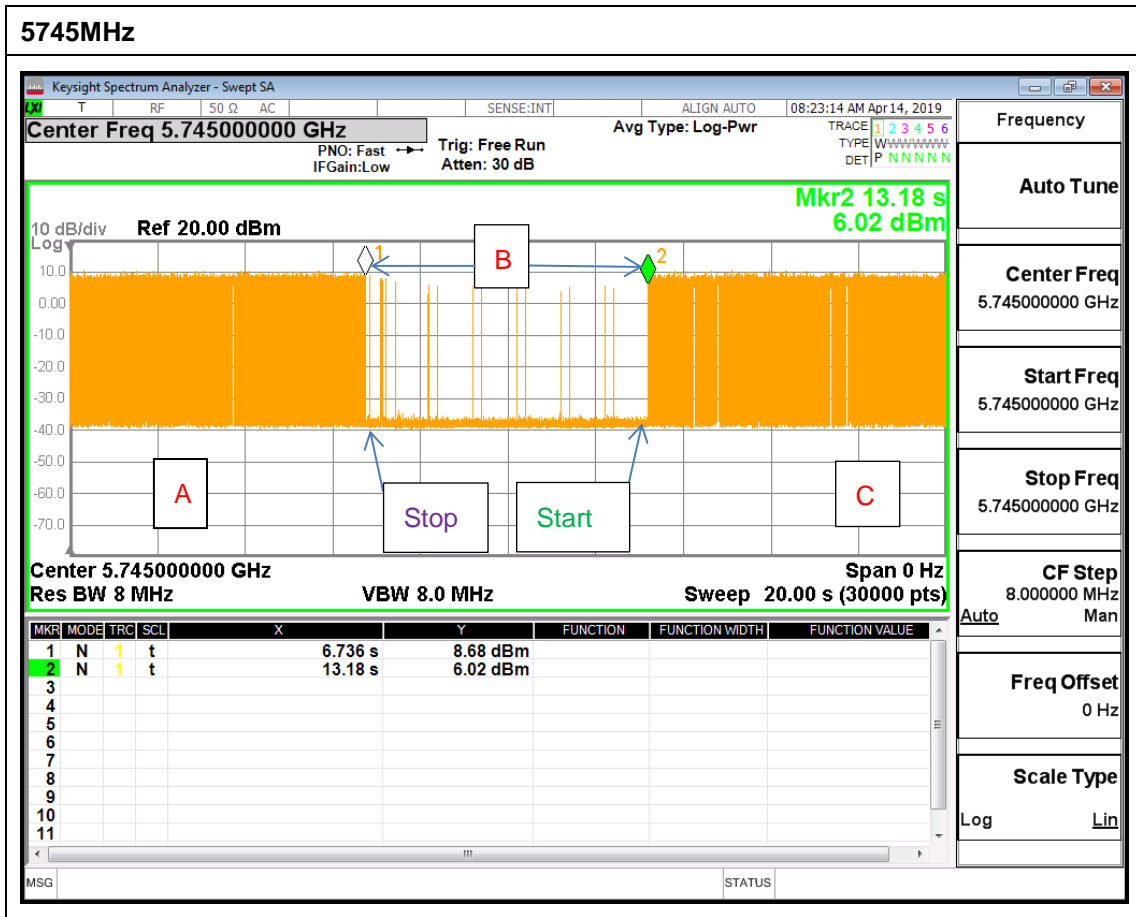 5745MHz
Keysight Spectrum Analyzer - Swept SA
LXI T RF 50 Ω AC SENSE:INT ALIGN AUTO 08:23:14 AM Apr 14, 2019
Center Freq 5.745000000 GHz
PNO: Fast
IFGain:Low
Trig: Free Run
Atten: 30 dB
Avg Type: Log-Pwr
TRACE 1 2 3 4 5 6
TYPE WWWWWW
DET P N N N N N
Mkr2 13.18 s
6.02 dBm
10 dB/div Ref 20.00 dBm
Log
10.0
0.00
-10.0
-20.0
-30.0
-40.0
-50.0
-60.0
-70.0
1
2
B
A
Stop
Start
C
Center 5.745000000 GHz Span 0 Hz
Res BW 8 MHz VBW 8.0 MHz Sweep 20.00 s (30000 pts)
MKR MODE TRC SCL X Y FUNCTION FUNCTION WIDTH FUNCTION VALUE
1 N 1 t 6.736 s 8.68 dBm
2 N 1 t 13.18 s 6.02 dBm
3
4
5
6
7
8
9
10
11
MSG STATUS
Frequency
Auto Tune
Center Freq
5.745000000 GHz
Start Freq
5.745000000 GHz
Stop Freq
5.745000000 GHz
CF Step
8.000000 MHz
Auto Man
Freq Offset
0 Hz
Scale Type
Log Lin